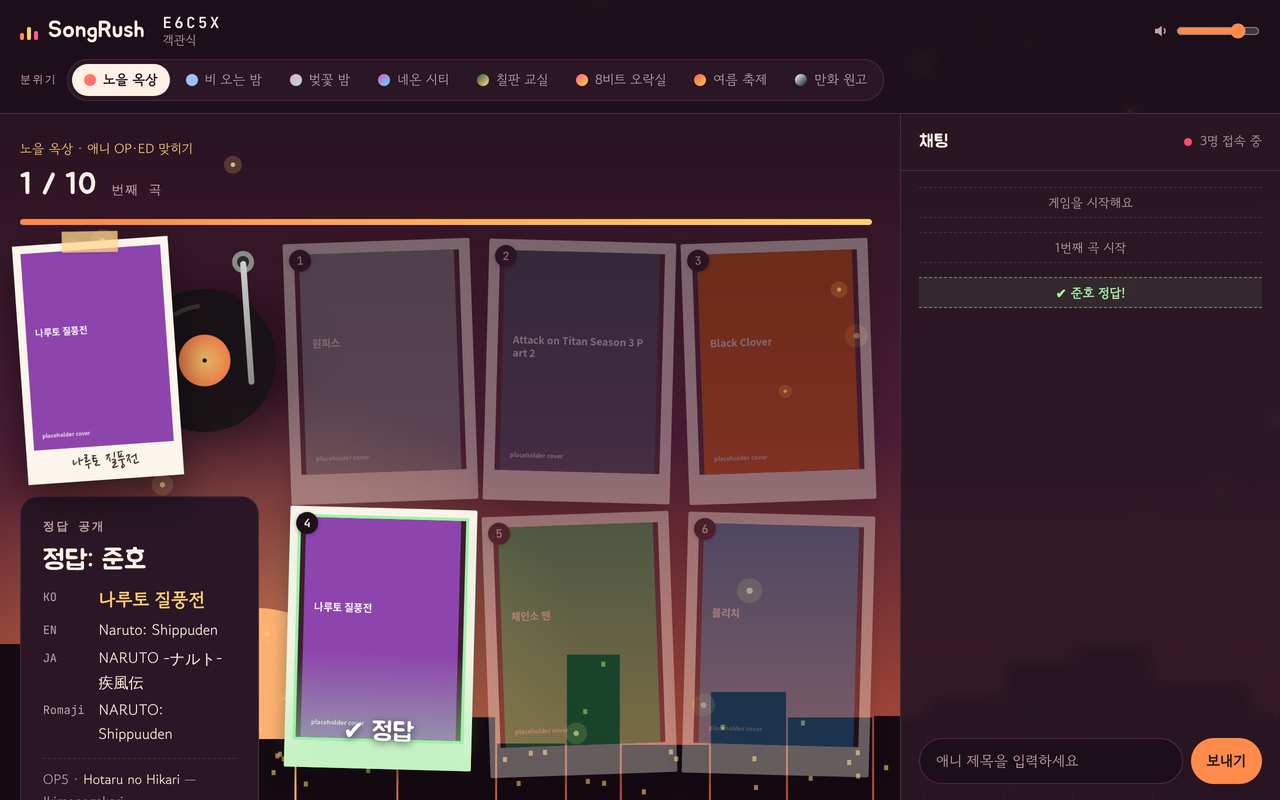 SongRush
E6C5X
객관식
분위기
노을 옥상
비 오는 밤
벚꽃 밤
네온 시티
칠판 교실
8비트 오락실
여름 축제
만화 원고
노을 옥상 · 애니 OP·ED 맞히기
1 / 10 번째 곡
나루토 질풍전
placeholder cover
나루토 질풍전
1
원피스
placeholder cover
2
Attack on Titan Season 3 P
art 2
placeholder cover
3
Black Clover
placeholder cover
정답 공개
정답: 준호
KO 나루토 질풍전
EN Naruto: Shippuden
JA NARUTO -ナルト-
疾風伝
Romaji NARUTO:
Shippuuden
OP5 · Hotaru no Hikari —
Ikimonogakari
4
나루토 질풍전
placeholder cover
✔ 정답
5
체인소 맨
placeholder cover
6
블리치
placeholder cover
채팅
3명 접속 중
게임을 시작해요
1번째 곡 시작
✔ 준호 정답!
애니 제목을 입력하세요
보내기